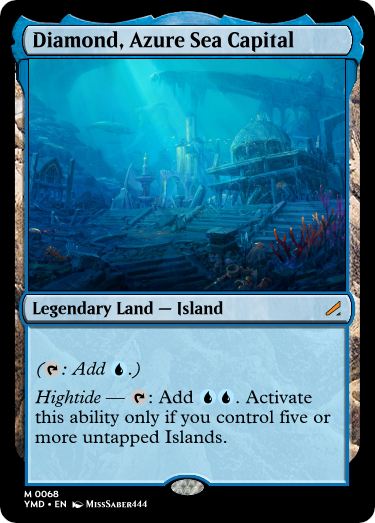 Diamond, Azure Sea Capital
Legendary Land — Island
(: Add .)
Hightide — : Add . Activate
this ability only if you control five or
more untapped Islands.
M 0068
YMD • EN MissSaber444